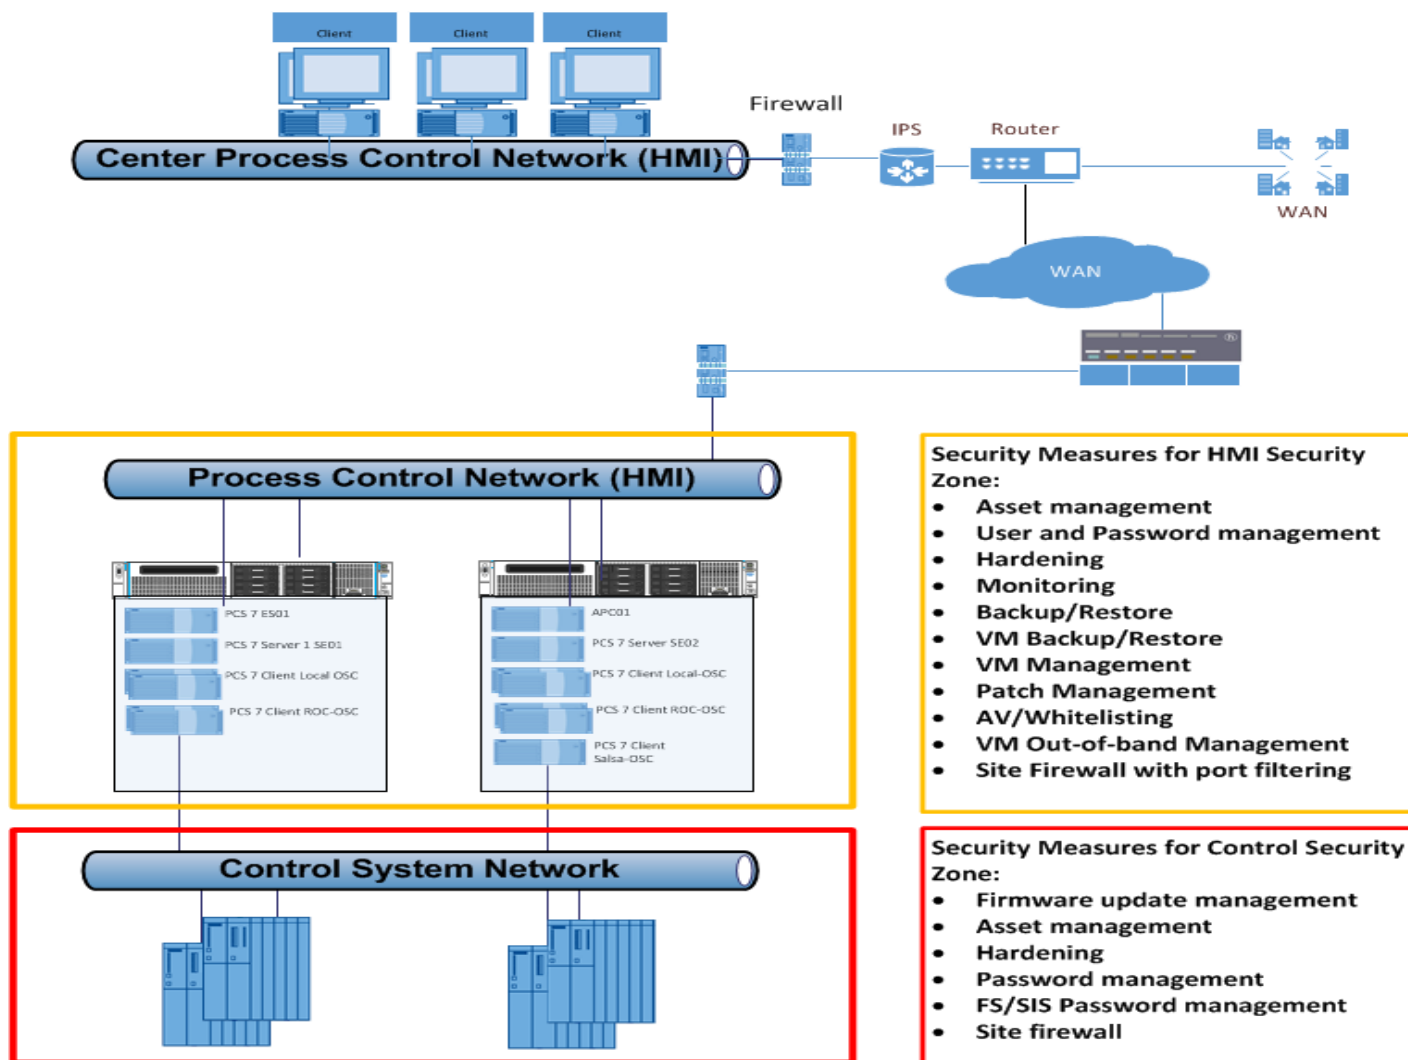 Client
Client
Client
Firewall
IPS
Router
Center Process Control Network (HMI)
WAN
WAN
Process Control Network (HMI)
PCS 7 ES01
PCS 7 Server 1 SE01
PCS 7 Client Local OSC
PCS 7 Client ROC-OSC
APC01
PCS 7 Server SE02
PCS 7 Client Local-OSC
PCS 7 Client ROC-OSC
PCS 7 Client
Salsa-OSC
Security Measures for HMI Security
Zone:
• Asset management
• User and Password management
• Hardening
• Monitoring
• Backup/Restore
• VM Backup/Restore
• VM Management
• Patch Management
• AV/Whitelisting
• VM Out-of-band Management
• Site Firewall with port filtering
Control System Network
Security Measures for Control Security
Zone:
• Firmware update management
• Asset management
• Hardening
• Password management
• FS/SIS Password management
• Site firewall